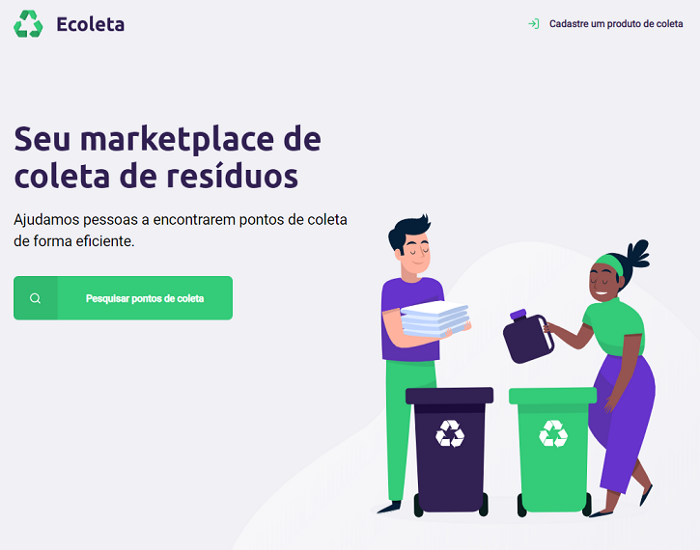 Ecoleta
Cadastre um produto de coleta
Seu marketplace de
coleta de resíduos
Ajudamos pessoas a encontrarem pontos de coleta
de forma eficiente.
Pesquisar pontos de coleta